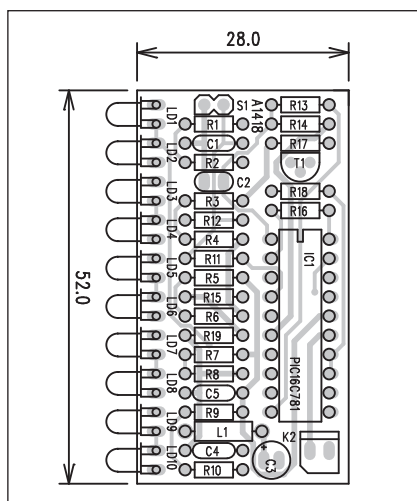 28.0
52.0
S1
A1418
R13
R1
R14
C1
R17
R2
T1
C2
R18
R3
R16
R12
R4
IC1
R11
R5
R15
R6
R19
R7
PIC16C781
R8
C5
R9
L1
K2
C4
+
C3
R10
LD1
LD2
LD3
LD4
LD5
LD6
LD7
LD8
LD9
LD10